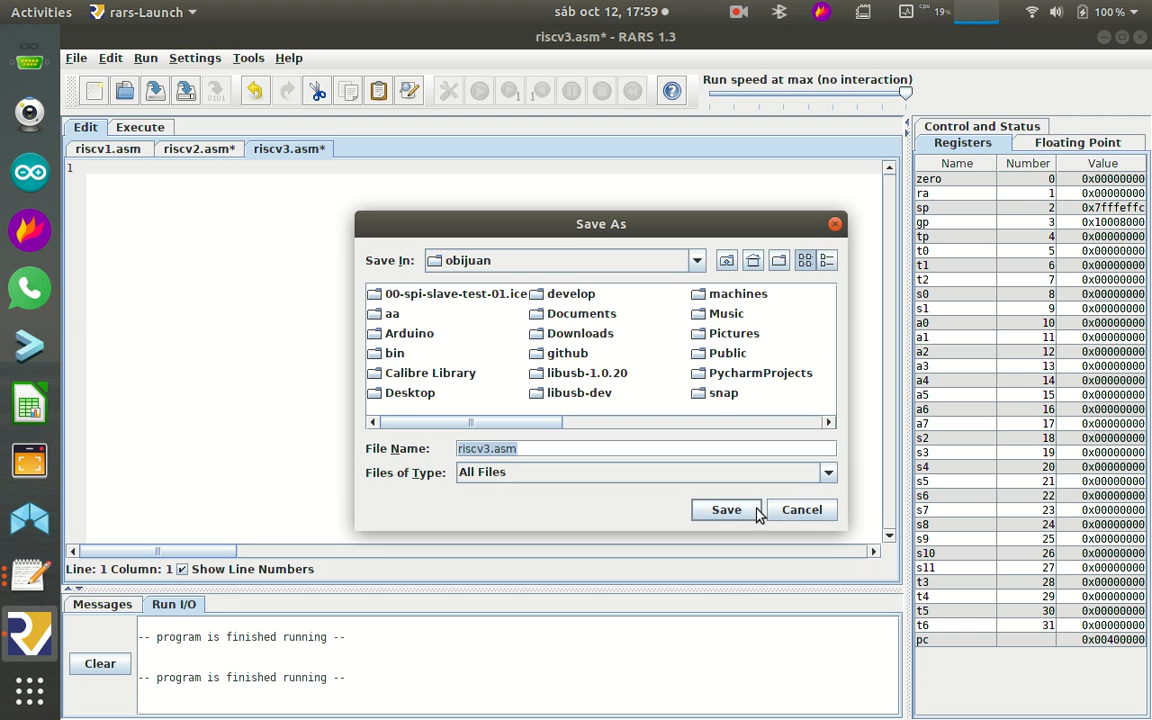 Activities rars-Launch sáb oct 12, 17:59 cpu 19% 100 %
riscv3.asm* - RARS 1.3
File Edit Run Settings Tools Help
Run speed at max (no interaction)
Edit Execute
riscv1.asm riscv2.asm* riscv3.asm*
1
Save As
Save In: obijuan
00-spi-slave-test-01.ice develop machines
aa Documents Music
Arduino Downloads Pictures
bin github Public
Calibre Library libusb-1.0.20 PycharmProjects
Desktop libusb-dev snap
File Name: riscv3.asm
Files of Type: All Files
Save Cancel
Line: 1 Column: 1 Show Line Numbers
Messages Run I/O
-- program is finished running --
Clear
-- program is finished running --
Control and Status
Registers Floating Point
Name Number Value
zero 0 0x00000000
ra 1 0x00000000
sp 2 0x7fffeffc
gp 3 0x10008000
tp 4 0x00000000
t0 5 0x00000000
t1 6 0x00000000
t2 7 0x00000000
s0 8 0x00000000
s1 9 0x00000000
a0 10 0x00000000
a1 11 0x00000000
a2 12 0x00000000
a3 13 0x00000000
a4 14 0x00000000
a5 15 0x00000000
a6 16 0x00000000
a7 17 0x00000000
s2 18 0x00000000
s3 19 0x00000000
s4 20 0x00000000
s5 21 0x00000000
s6 22 0x00000000
s7 23 0x00000000
s8 24 0x00000000
s9 25 0x00000000
s10 26 0x00000000
s11 27 0x00000000
t3 28 0x00000000
t4 29 0x00000000
t5 30 0x00000000
t6 31 0x00000000
pc 0x00400000